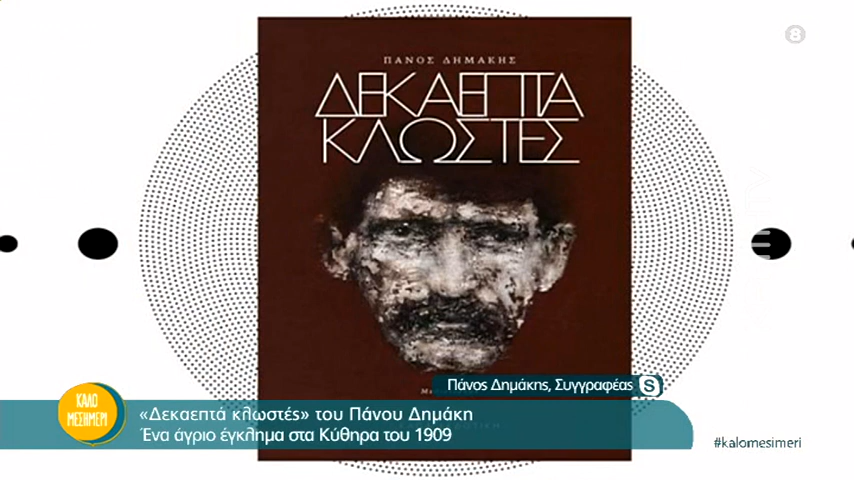 8
ΠΑΝΟΣ ΔΗΜΑΚΗΣ
ΔΕΚΑΕΠΤΑ
ΚΛΩΣΤΕΣ
Πάνος Δημάκης, Συγγραφέας S
ΚΑΛΟ
ΜΕΣΗΜΕΡΙ
«Δεκαεπτά κλωστές» του Πάνου Δημάκη
Ένα άγριο έγκλημα στα Κύθηρα του 1909
#kalomesimeri